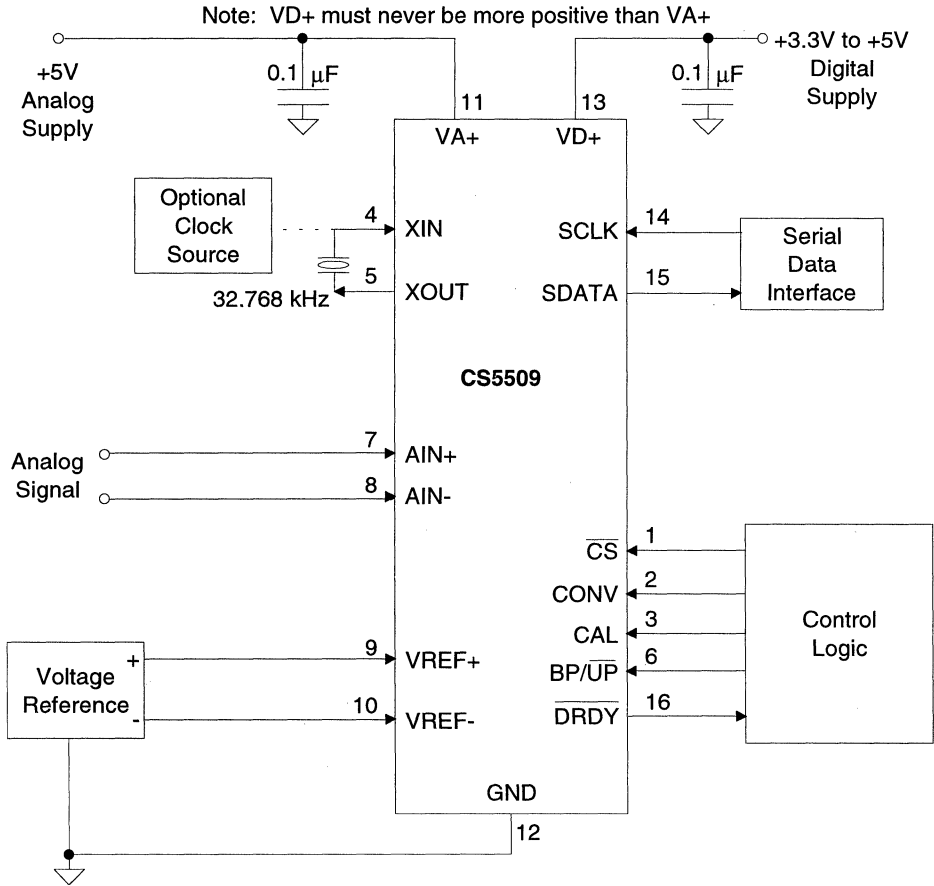 Note: VD+ must never be more positive than VA+
+5V
Analog
Supply
0.1 µF
0.1 µF
+3.3V to +5V
Digital
Supply
11
13
VA+
VD+
Optional
Clock
Source
4
XIN
5
XOUT
32.768 kHz
SCLK
14
SDATA
15
Serial
Data
Interface
CS5509
Analog
Signal
7
AIN+
8
AIN-
C̅S̅
1
CONV
2
CAL
3
BP/U̅P̅
6
D̅R̅D̅Y̅
16
Control
Logic
Voltage
Reference
+
-
9
VREF+
10
VREF-
GND
12